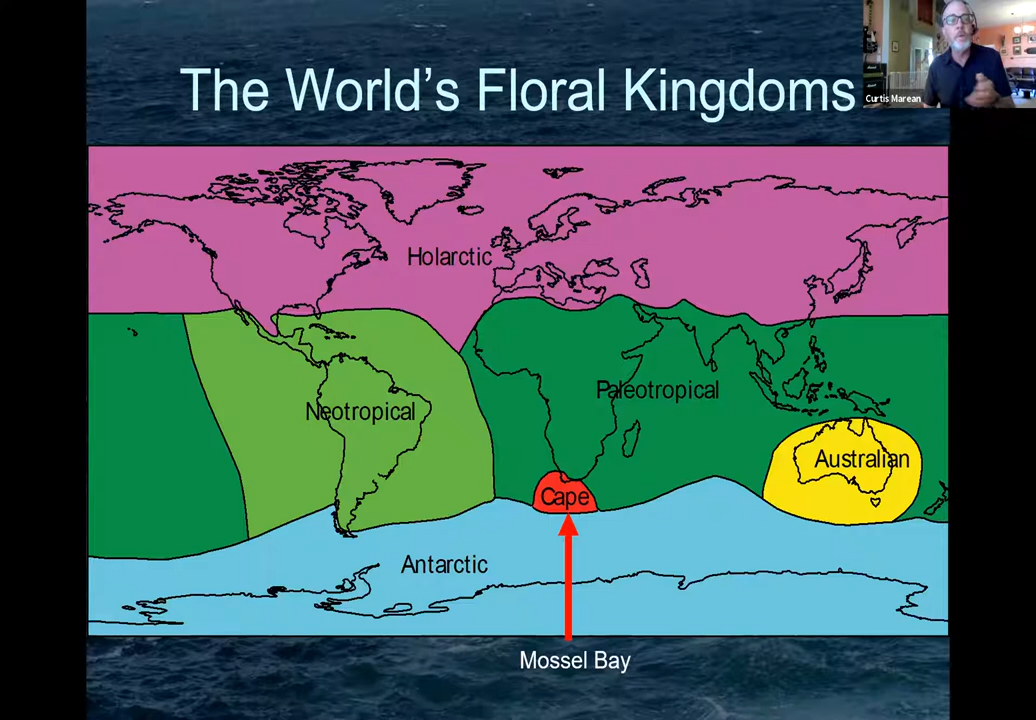 The World's Floral Kingdoms
Curtis Marean
Holarctic
Paleotropical
Neotropical
Australian
Cape
Antarctic
Mossel Bay